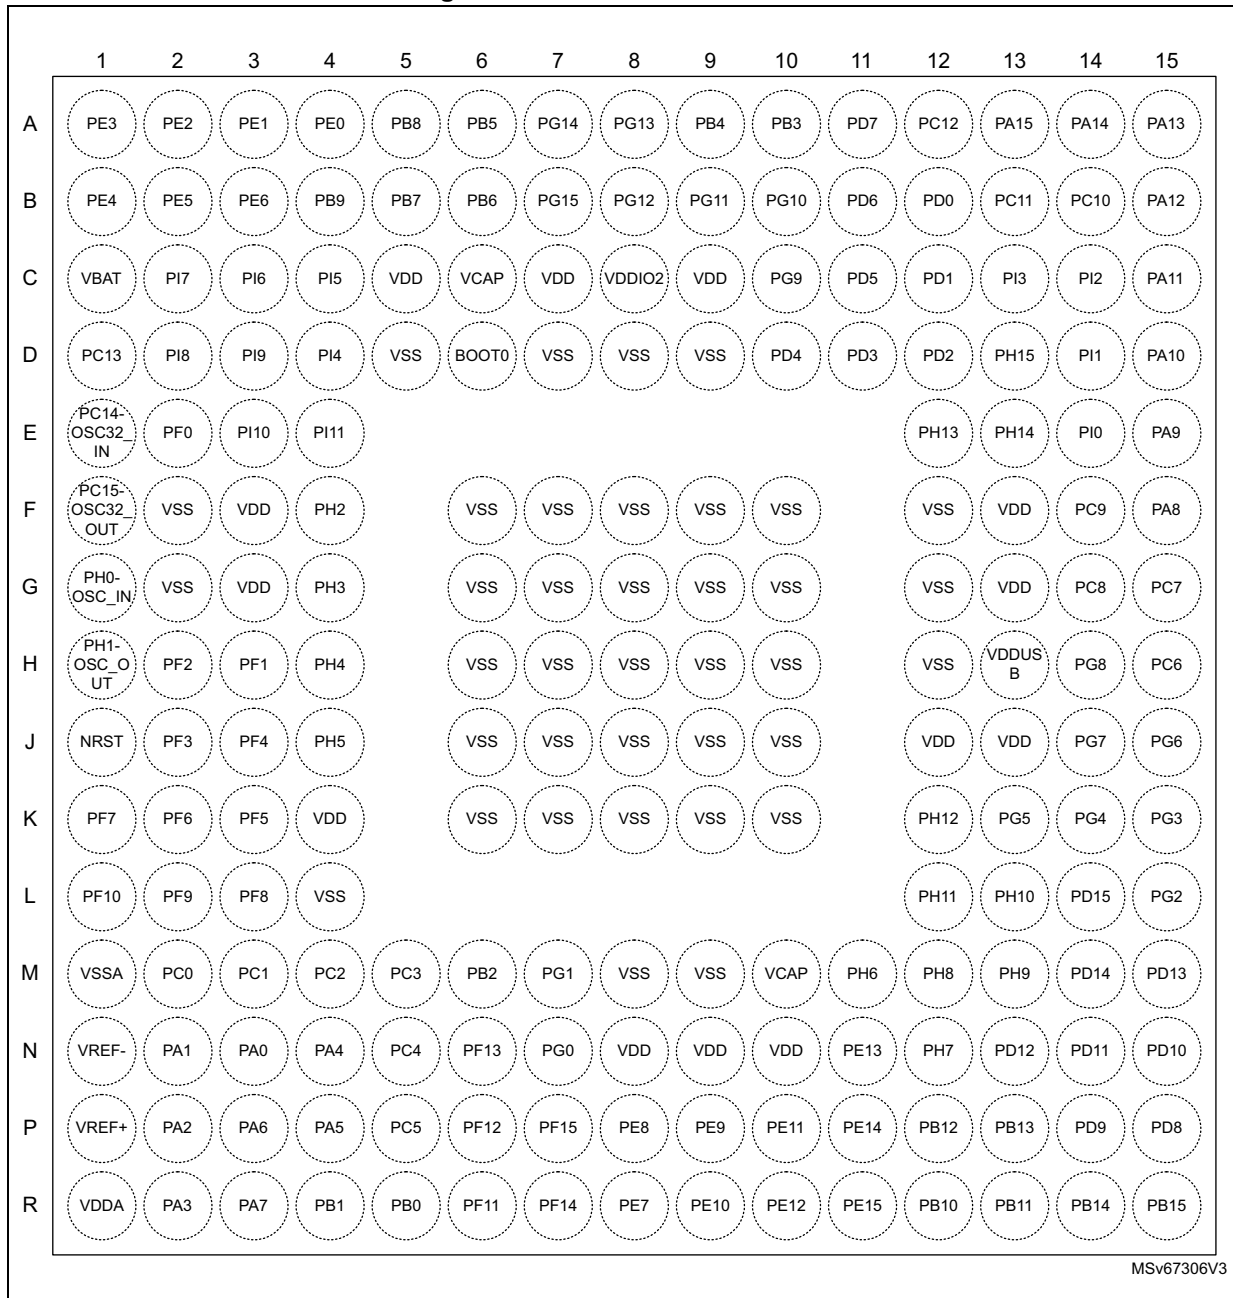 1 2 3 4 5 6 7 8 9 10 11 12 13 14 15
A PE3 PE2 PE1 PE0 PB8 PB5 PG14 PG13 PB4 PB3 PD7 PC12 PA15 PA14 PA13
B PE4 PE5 PE6 PB9 PB7 PB6 PG15 PG12 PG11 PG10 PD6 PD0 PC11 PC10 PA12
C VBAT PI7 PI6 PI5 VDD VCAP VDD VDDIO2 VDD PG9 PD5 PD1 PI3 PI2 PA11
D PC13 PI8 PI9 PI4 VSS BOOT0 VSS VSS VSS PD4 PD3 PD2 PH15 PI1 PA10
E PC14-OSC32_IN PF0 PI10 PI11 PH13 PH14 PI0 PA9
F PC15-OSC32_OUT VSS VDD PH2 VSS VSS VSS VSS VSS VSS VDD PC9 PA8
G PH0-OSC_IN VSS VDD PH3 VSS VSS VSS VSS VSS VSS VDD PC8 PC7
H PH1-OSC_OUT PF2 PF1 PH4 VSS VSS VSS VSS VSS VSS VDDUSB PG8 PC6
J NRST PF3 PF4 PH5 VSS VSS VSS VSS VSS VDD VDD PG7 PG6
K PF7 PF6 PF5 VDD VSS VSS VSS VSS VSS PH12 PG5 PG4 PG3
L PF10 PF9 PF8 VSS PH11 PH10 PD15 PG2
M VSSA PC0 PC1 PC2 PC3 PB2 PG1 VSS VSS VCAP PH6 PH8 PH9 PD14 PD13
N VREF- PA1 PA0 PA4 PC4 PF13 PG0 VDD VDD VDD PE13 PH7 PD12 PD11 PD10
P VREF+ PA2 PA6 PA5 PC5 PF12 PF15 PE8 PE9 PE11 PE14 PB12 PB13 PD9 PD8
R VDDA PA3 PA7 PB1 PB0 PF11 PF14 PE7 PE10 PE12 PE15 PB10 PB11 PB14 PB15
MSv67306V3